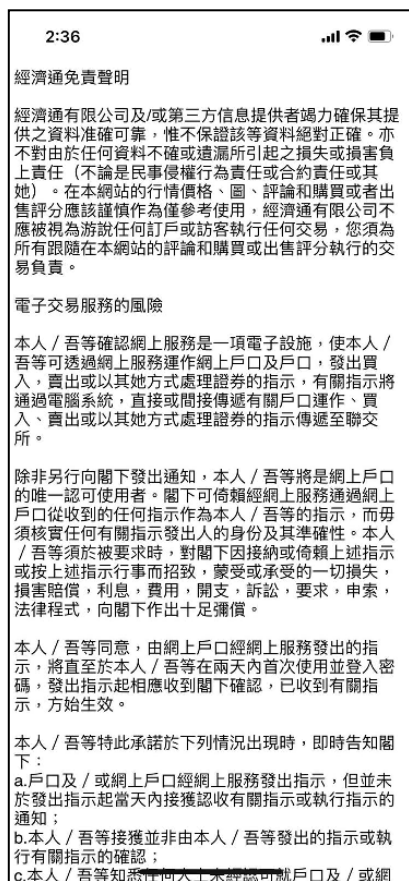 2:36
經濟通免責聲明
經濟通有限公司及/或第三方信息提供者竭力確保其提
供之資料准確可靠，惟不保證該等資料絕對正確。亦
不對由於任何資料不確或遺漏所引起之損失或損害負
上責任（不論是民事侵權行為責任或合約責任或其
她）。在本網站的行情價格、圖、評論和購買或者出
售評分應該謹慎作為僅參考使用，經濟通有限公司不
應被視為游說任何訂戶或訪客執行任何交易，您須為
所有跟隨在本網站的評論和購買或出售評分執行的交
易負責。
電子交易服務的風險
本人／吾等確認網上服務是一項電子設施，使本人／
吾等可透過網上服務運作網上戶口及戶口，發出買
入，賣出或以其她方式處理證券的指示，有關指示將
通過電腦系統，直接或間接傳遞有關戶口運作、買
入、賣出或以其她方式處理證券的指示傳遞至聯交
所。
除非另行向閣下發出通知，本人／吾等將是網上戶口
的唯一認可使用者。閣下可倚賴經網上服務通過網上
戶口從收到的任何指示作為本人／吾等的指示，而毋
須核實任何有關指示發出人的身份及其準確性。本人
／吾等須於被要求時，對閣下因接納或倚賴上述指示
或按上述指示行事而招致，蒙受或承受的一切損失，
損害賠償，利息，費用，開支，訴訟，要求，申索，
法律程式，向閣下作出十足彌償。
本人／吾等同意，由網上戶口經網上服務發出的指
示，將直至於本人／吾等在兩天內首次使用並登入密
碼，發出指示起相應收到閣下確認，已收到有關指
示，方始生效。
本人／吾等特此承諾於下列情況出現時，即時告知閣
下：
a.戶口及／或網上戶口經網上服務發出指示，但並未
於發出指示起當天內接獲認收有關指示或執行指示的
通知；
b.本人／吾等接獲並非由本人／吾等發出的指示或執
行有關指示的確認；
c.本人／吾等知悉任何人士未經認可就戶口及／或網